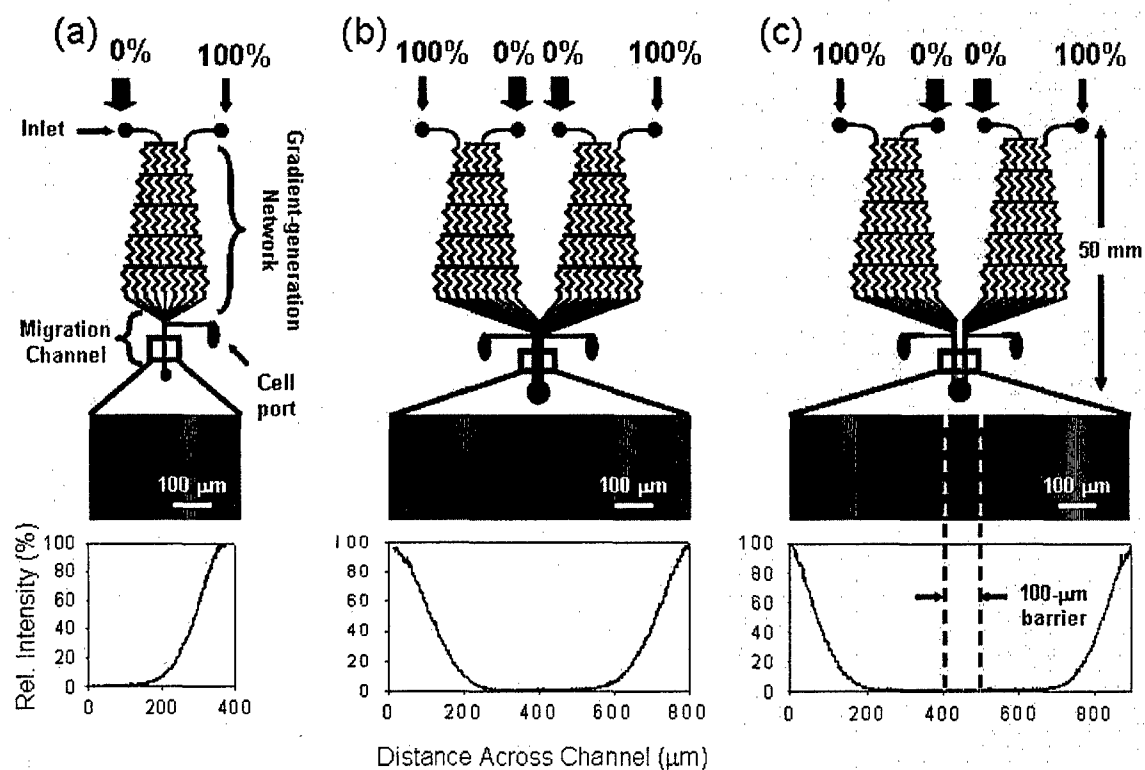 (a)
0%
100%
Inlet
Gradient-generation
Network
Migration
Channel
Cell
port
100 µm
Rel. Intensity (%)
100
80
60
40
20
0
0 200 400
(b)
100% 0% 0% 100%
100 µm
100
80
60
40
20
0
0 200 400 600 800
Distance Across Channel (µm)
(c)
100% 0% 0% 100%
50 mm
100 µm
100
80
60
40
20
0
100-µm
barrier
0 200 400 600 800